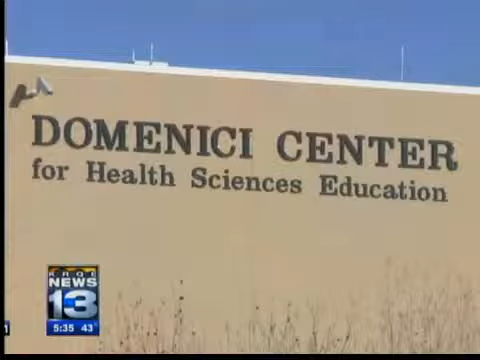 DOMENICI CENTER
for Health Sciences Education
KRQE
NEWS
13
5:35 43